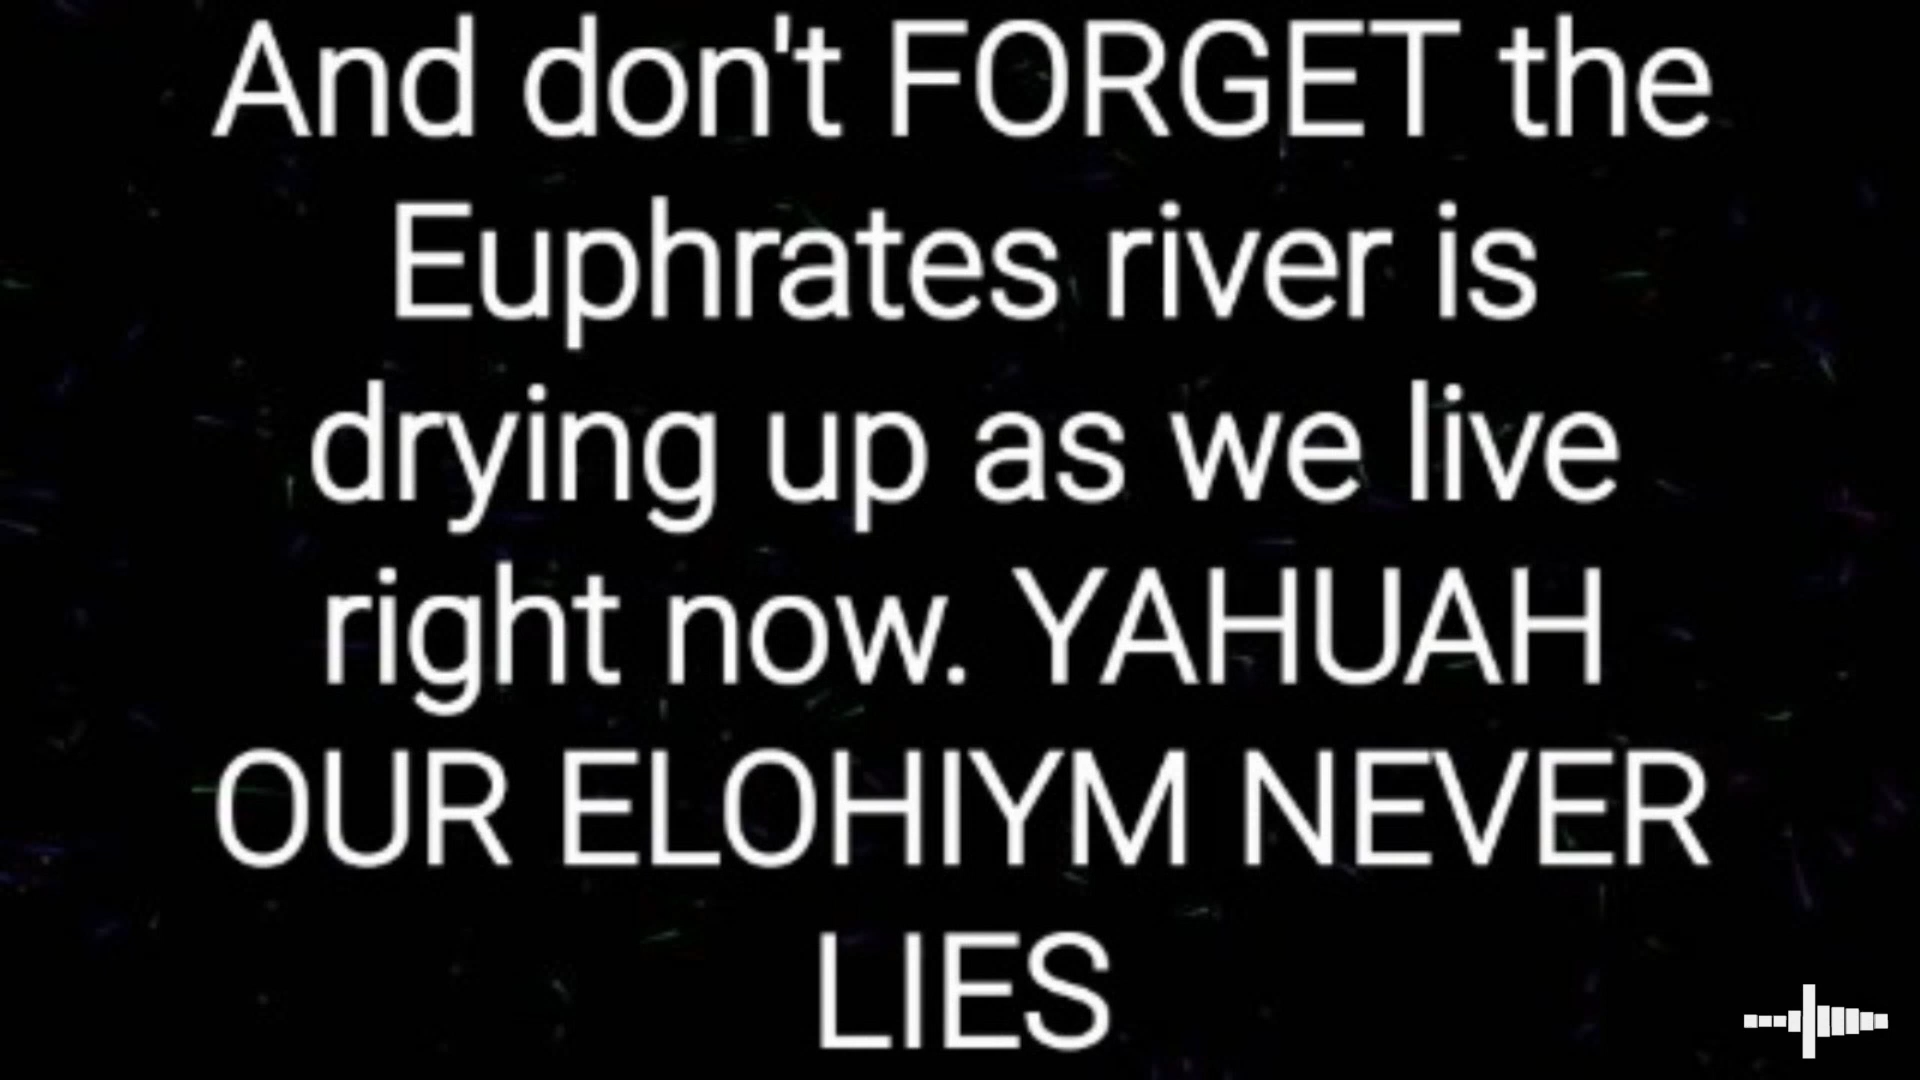 And don't FORGET the
Euphrates river is
drying up as we live
right now. YAHUAH
OUR ELOHIYM NEVER
LIES